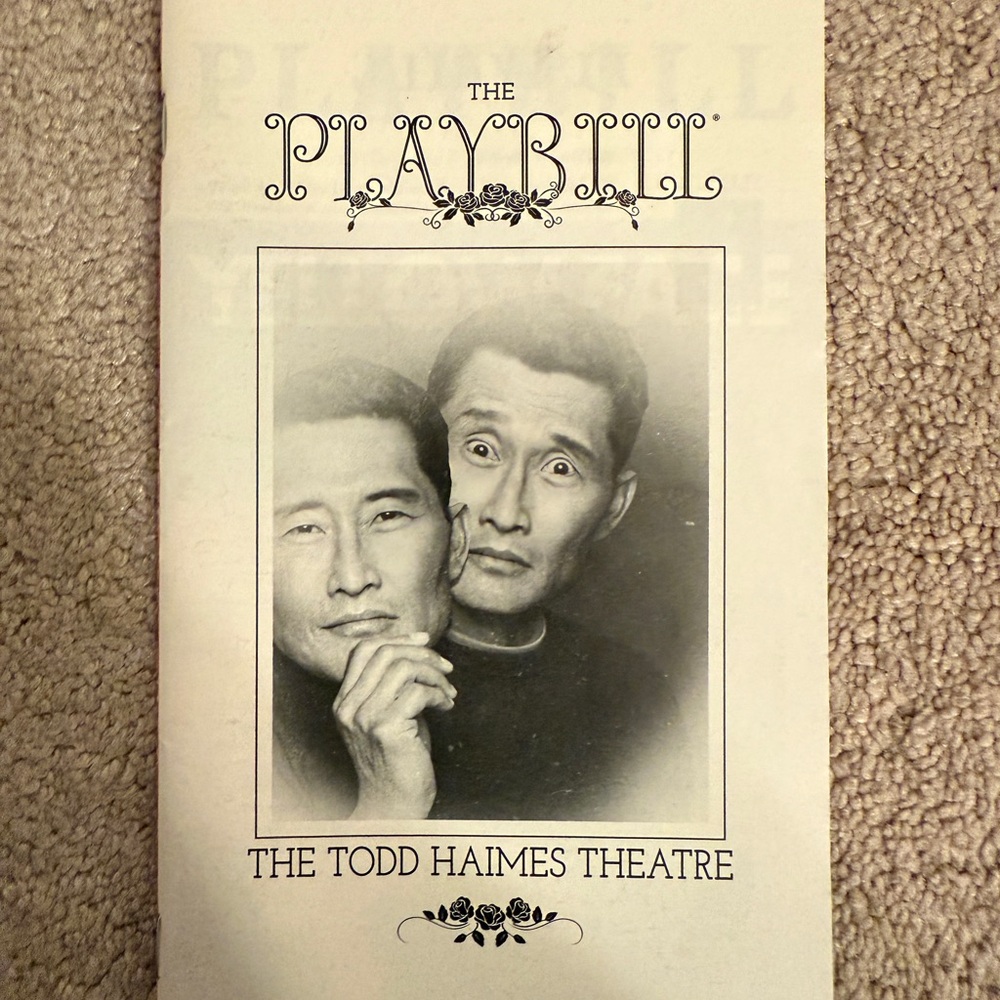 THE
PLAYBILL®
THE TODD HAIMES THEATRE